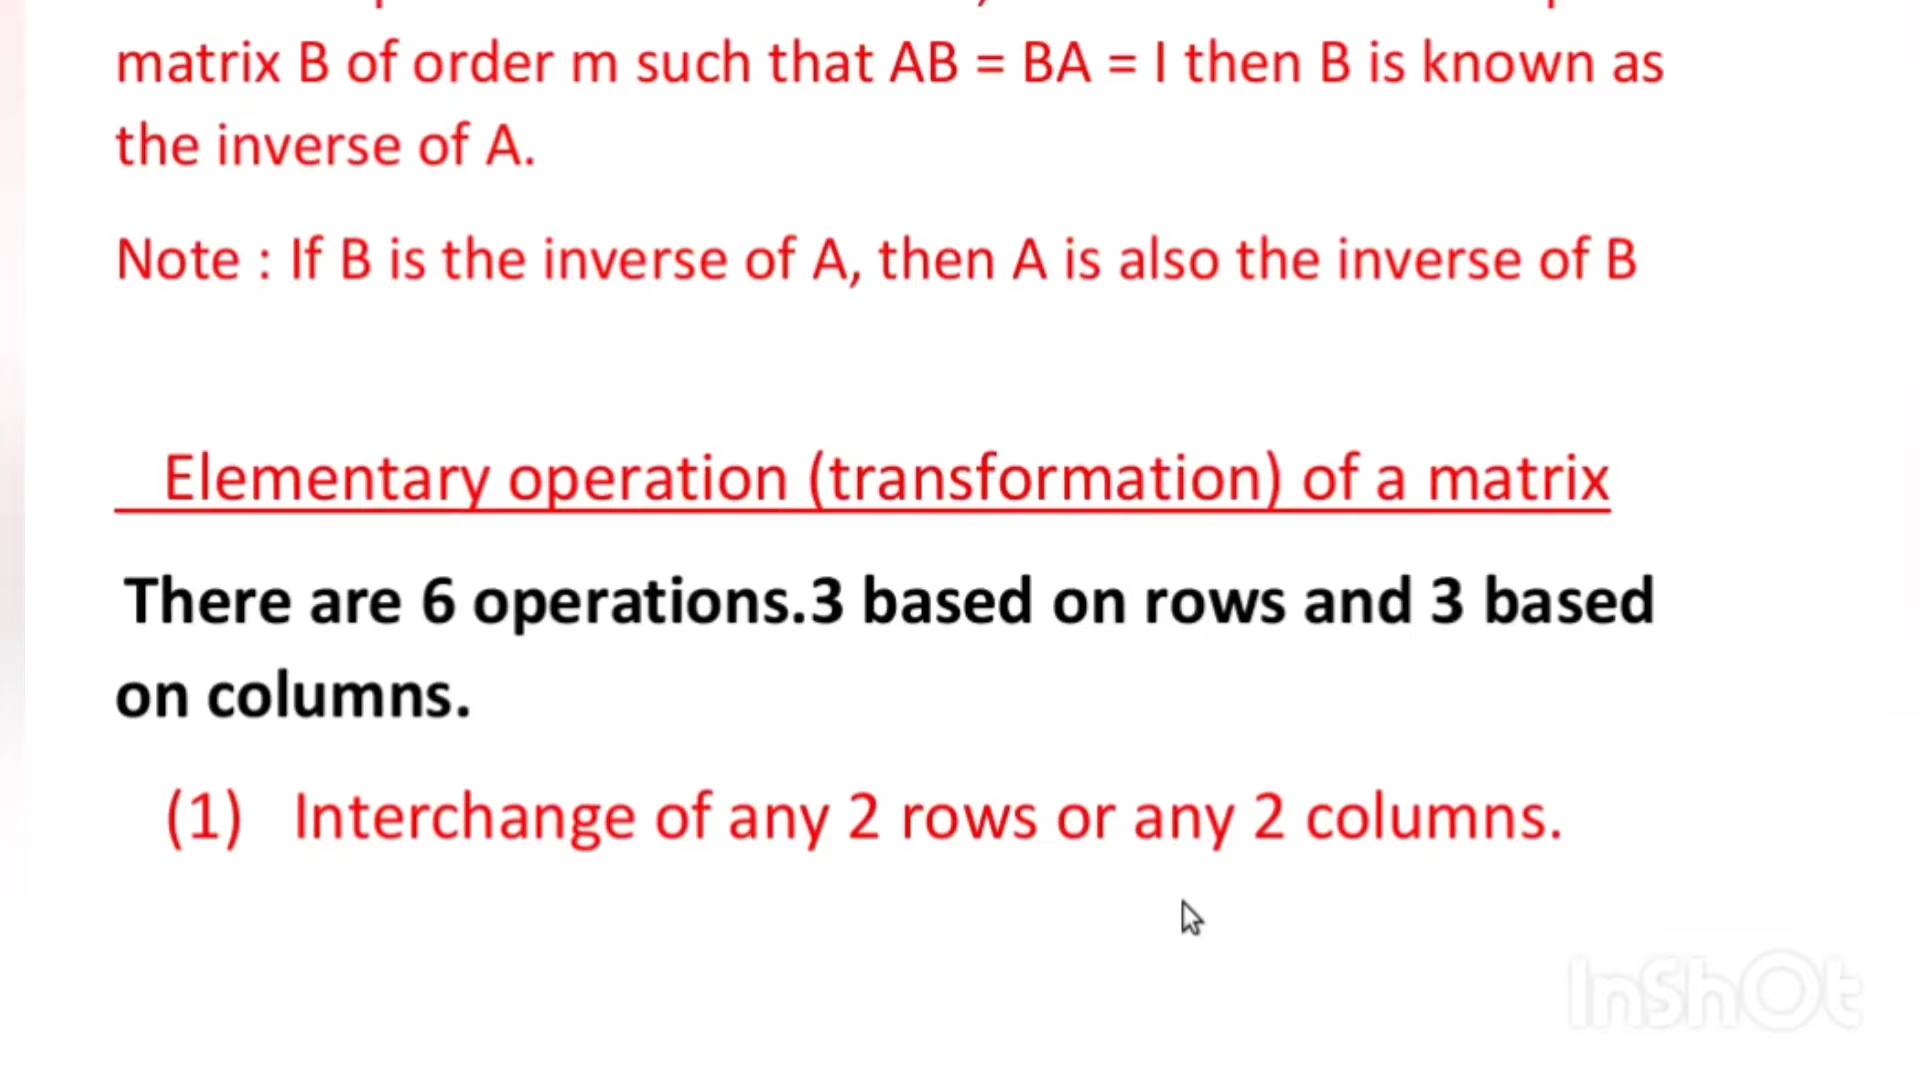 matrix B of order m such that AB = BA = I then B is known as
the inverse of A.
Note : If B is the inverse of A, then A is also the inverse of B
Elementary operation (transformation) of a matrix
There are 6 operations.3 based on rows and 3 based
on columns.
(1) Interchange of any 2 rows or any 2 columns.
InShOt